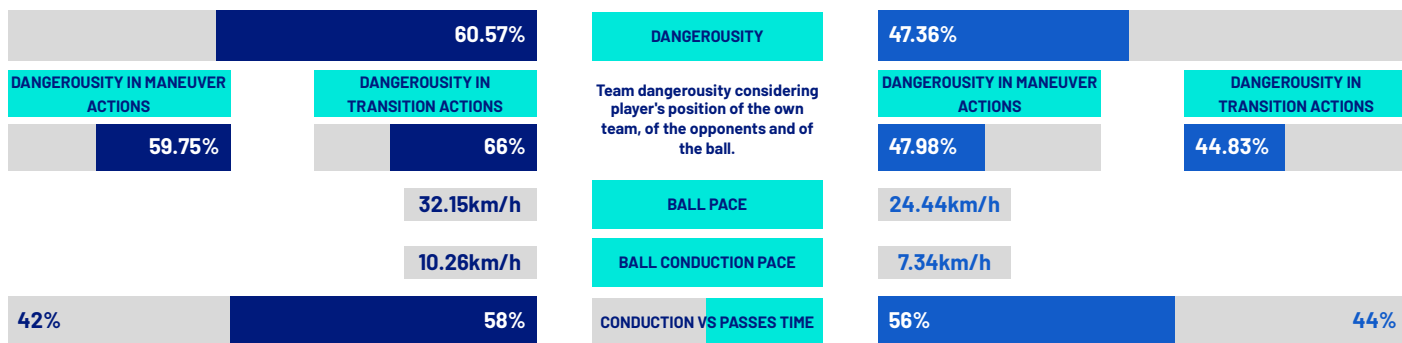 60.57%
DANGEROUSITY
47.36%
DANGEROUSITY IN MANEUVER
ACTIONS
DANGEROUSITY IN
TRANSITION ACTIONS
Team dangerousity considering
player's position of the own
team, of the opponents and of
the ball.
DANGEROUSITY IN MANEUVER
ACTIONS
DANGEROUSITY IN
TRANSITION ACTIONS
59.75%
66%
47.98%
44.83%
32.15km/h
BALL PACE
24.44km/h
10.26km/h
BALL CONDUCTION PACE
7.34km/h
42%
58%
CONDUCTION VS PASSES TIME
56%
44%